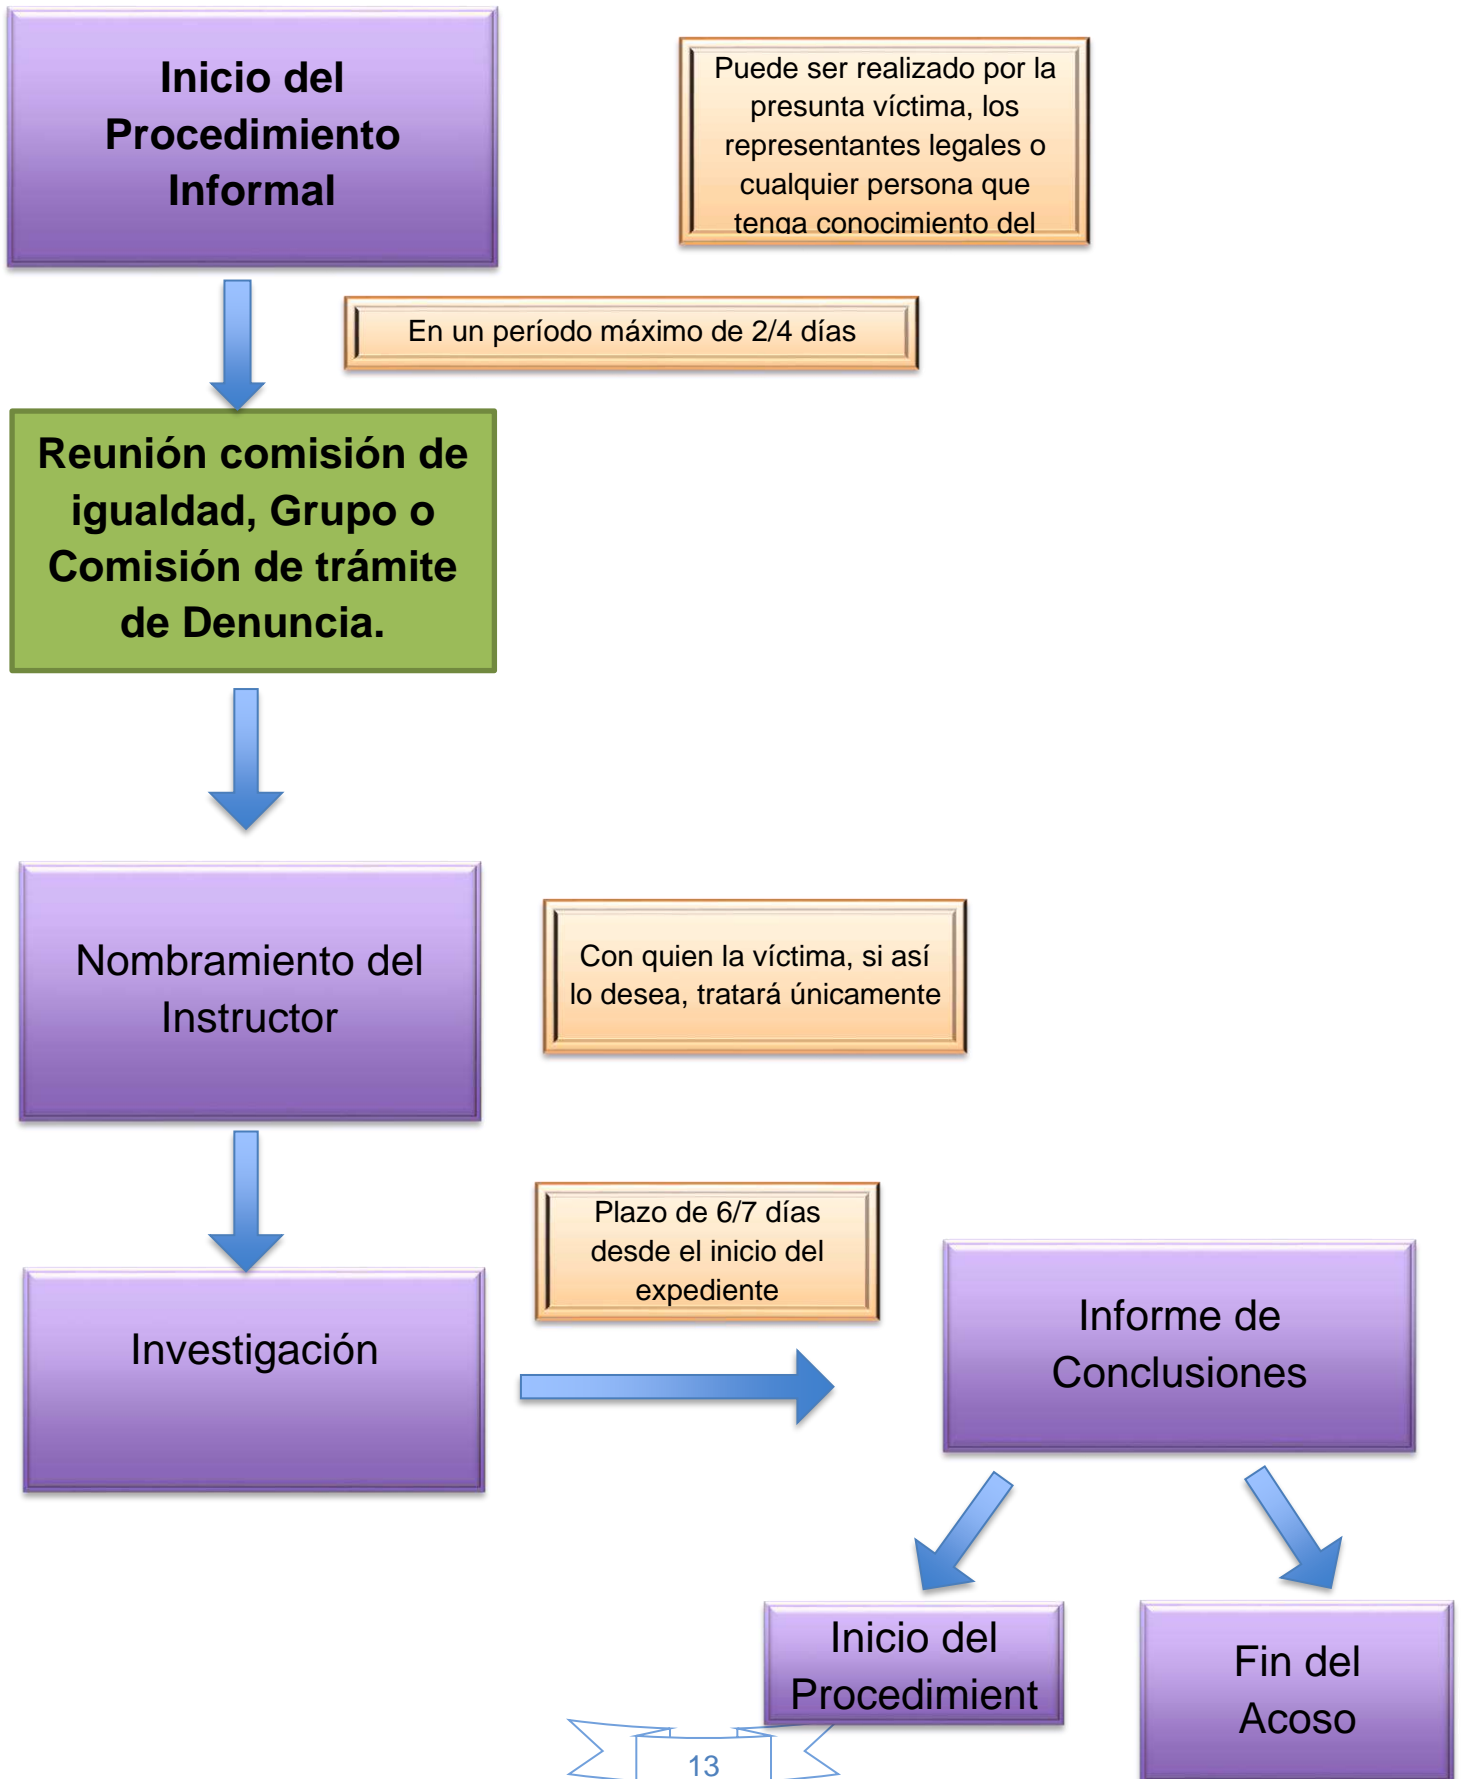 Inicio del
Procedimiento
Informal
Puede ser realizado por la
presunta víctima, los
representantes legales o
cualquier persona que
tenga conocimiento del
En un período máximo de 2/4 días
Reunión comisión de
igualdad, Grupo o
Comisión de trámite
de Denuncia.
Nombramiento del
Instructor
Con quien la víctima, si así
lo desea, tratará únicamente
Plazo de 6/7 días
desde el inicio del
expediente
Investigación
Informe de
Conclusiones
Inicio del
Procedimient
Fin del
Acoso
13